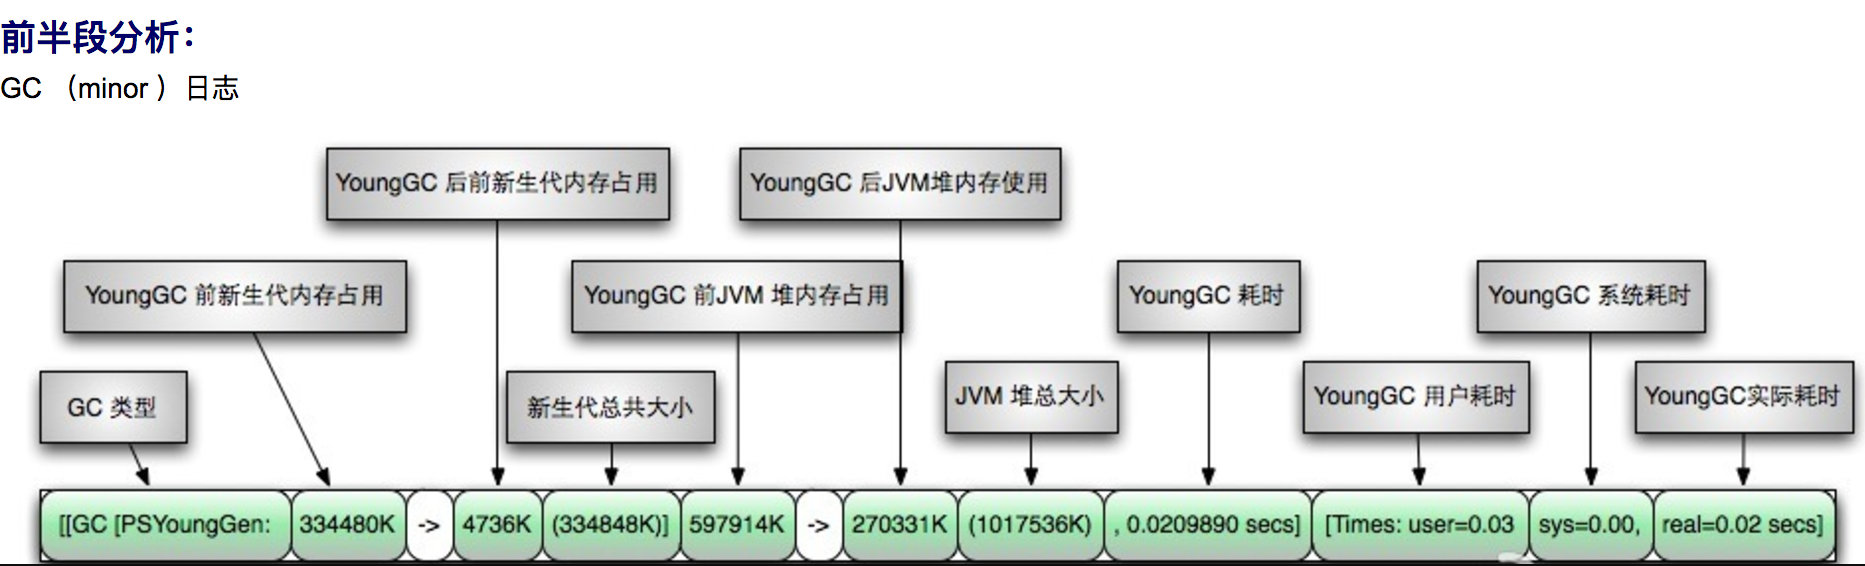 前半段分析：
GC （minor ）日志
YoungGC 后前新生代内存占用
YoungGC 后JVM堆内存使用
YoungGC 前新生代内存占用
YoungGC 前JVM 堆内存占用
YoungGC 耗时
YoungGC 系统耗时
GC 类型
新生代总共大小
JVM 堆总大小
YoungGC 用户耗时
YoungGC实际耗时
[[GC [PSYoungGen: 334480K -> 4736K (334848K)] 597914K -> 270331K (1017536K) , 0.0209890 secs] [Times: user=0.03 sys=0.00, real=0.02 secs]